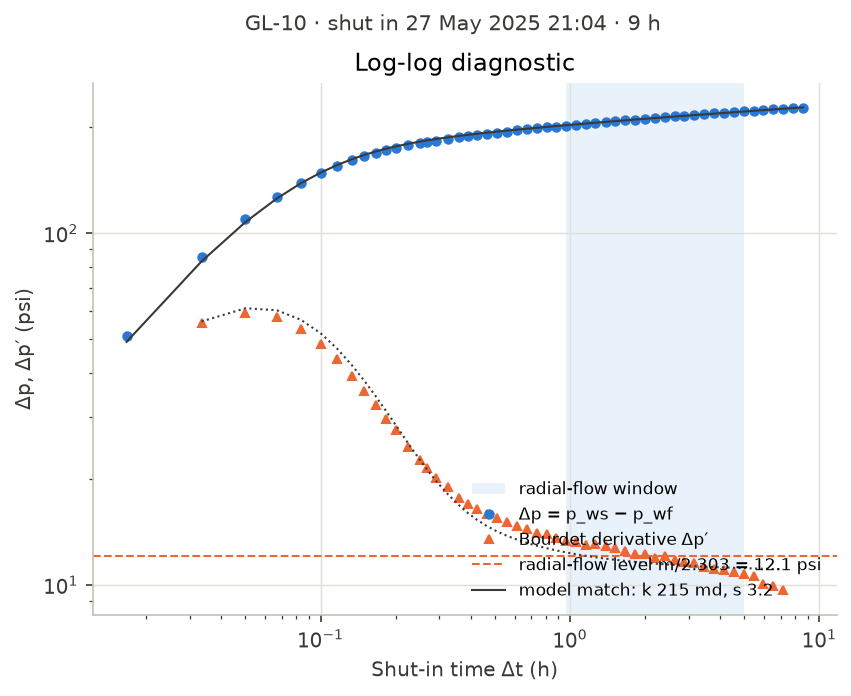 GL-10 · shut in 27 May 2025 21:04 · 9 h
Log-log diagnostic
Δp, Δp′ (psi)
10²
10¹
radial-flow window
Δp = p_ws − p_wf
Bourdet derivative Δp′
radial-flow level m/2.303 = 12.1 psi
model match: k 215 md, s 3.2
10⁻¹
10⁰
10¹
Shut-in time Δt (h)